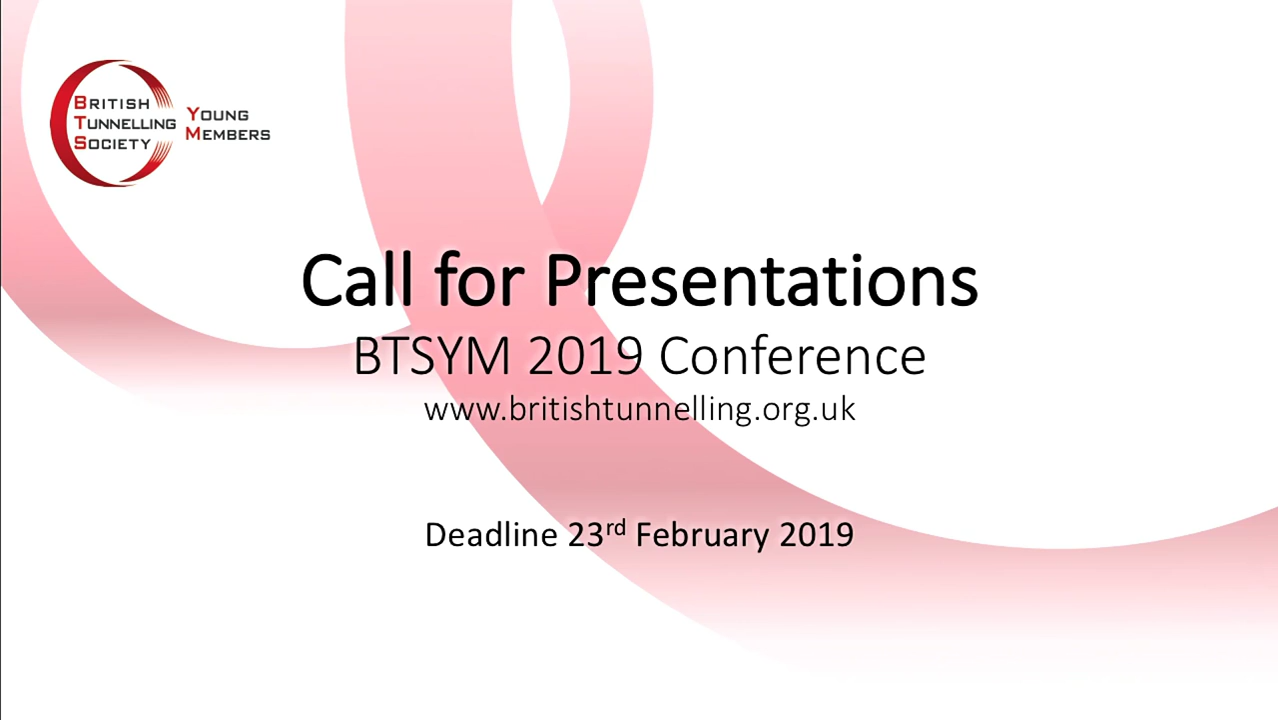 BRITISH
TUNNELLING
SOCIETY
YOUNG
MEMBERS
Call for Presentations
BTSYM 2019 Conference
www.britishtunnelling.org.uk
Deadline 23rd February 2019